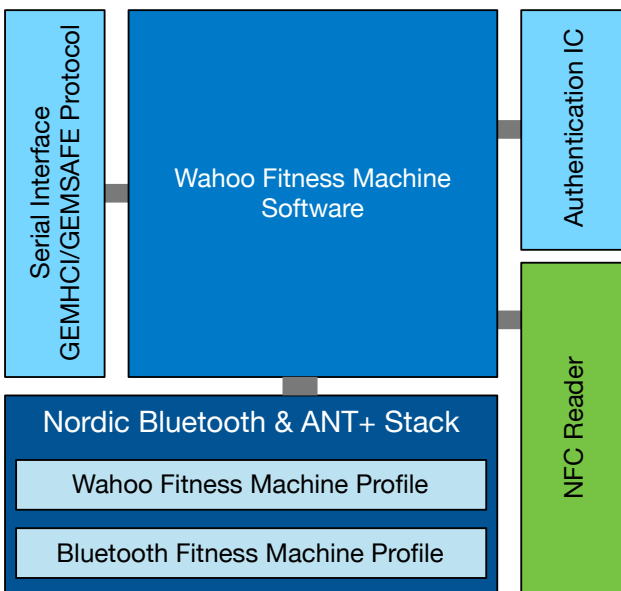 Serial Interface
GEMHCI/GEMSAFE Protocol
Wahoo Fitness Machine
Software
Authentication IC
NFC Reader
Nordic Bluetooth & ANT+ Stack
Wahoo Fitness Machine Profile
Bluetooth Fitness Machine Profile